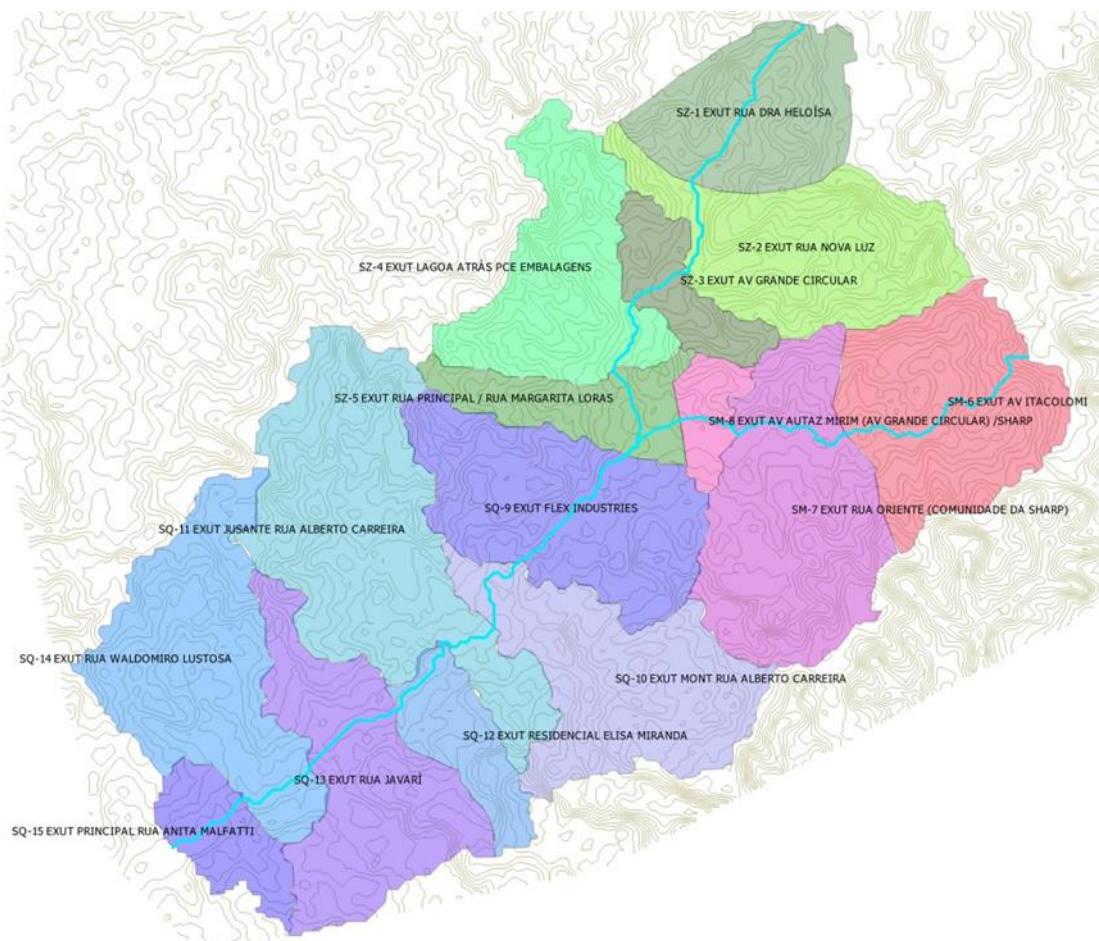 SZ-1 EXUT RUA DRA HELOÍSA
SZ-2 EXUT RUA NOVA LUZ
SZ-4 EXUT LAGOA ATRÁS PCE EMBALAGENS
SZ-3 EXUT AV GRANDE CIRCULAR
SZ-5 EXUT RUA PRINCIPAL / RUA MARGARITA LORAS
SM-6 EXUT AV ITACOLOMI
SM-8 EXUT AV AUTAZ MIRIM (AV GRANDE CIRCULAR) /SHARP
SQ-9 EXUT FLEX INDUSTRIES
SM-7 EXUT RUA ORIENTE (COMUNIDADE DA SHARP)
SQ-11 EXUT JUSANTE RUA ALBERTO CARREIRA
SQ-14 EXUT RUA WALDOMIRO LUSTOSA
SQ-10 EXUT MONT RUA ALBERTO CARREIRA
SQ-12 EXUT RESIDENCIAL ELISA MIRANDA
SQ-13 EXUT RUA JAVARÍ
SQ-15 EXUT PRINCIPAL RUA ANITA MALFATTI